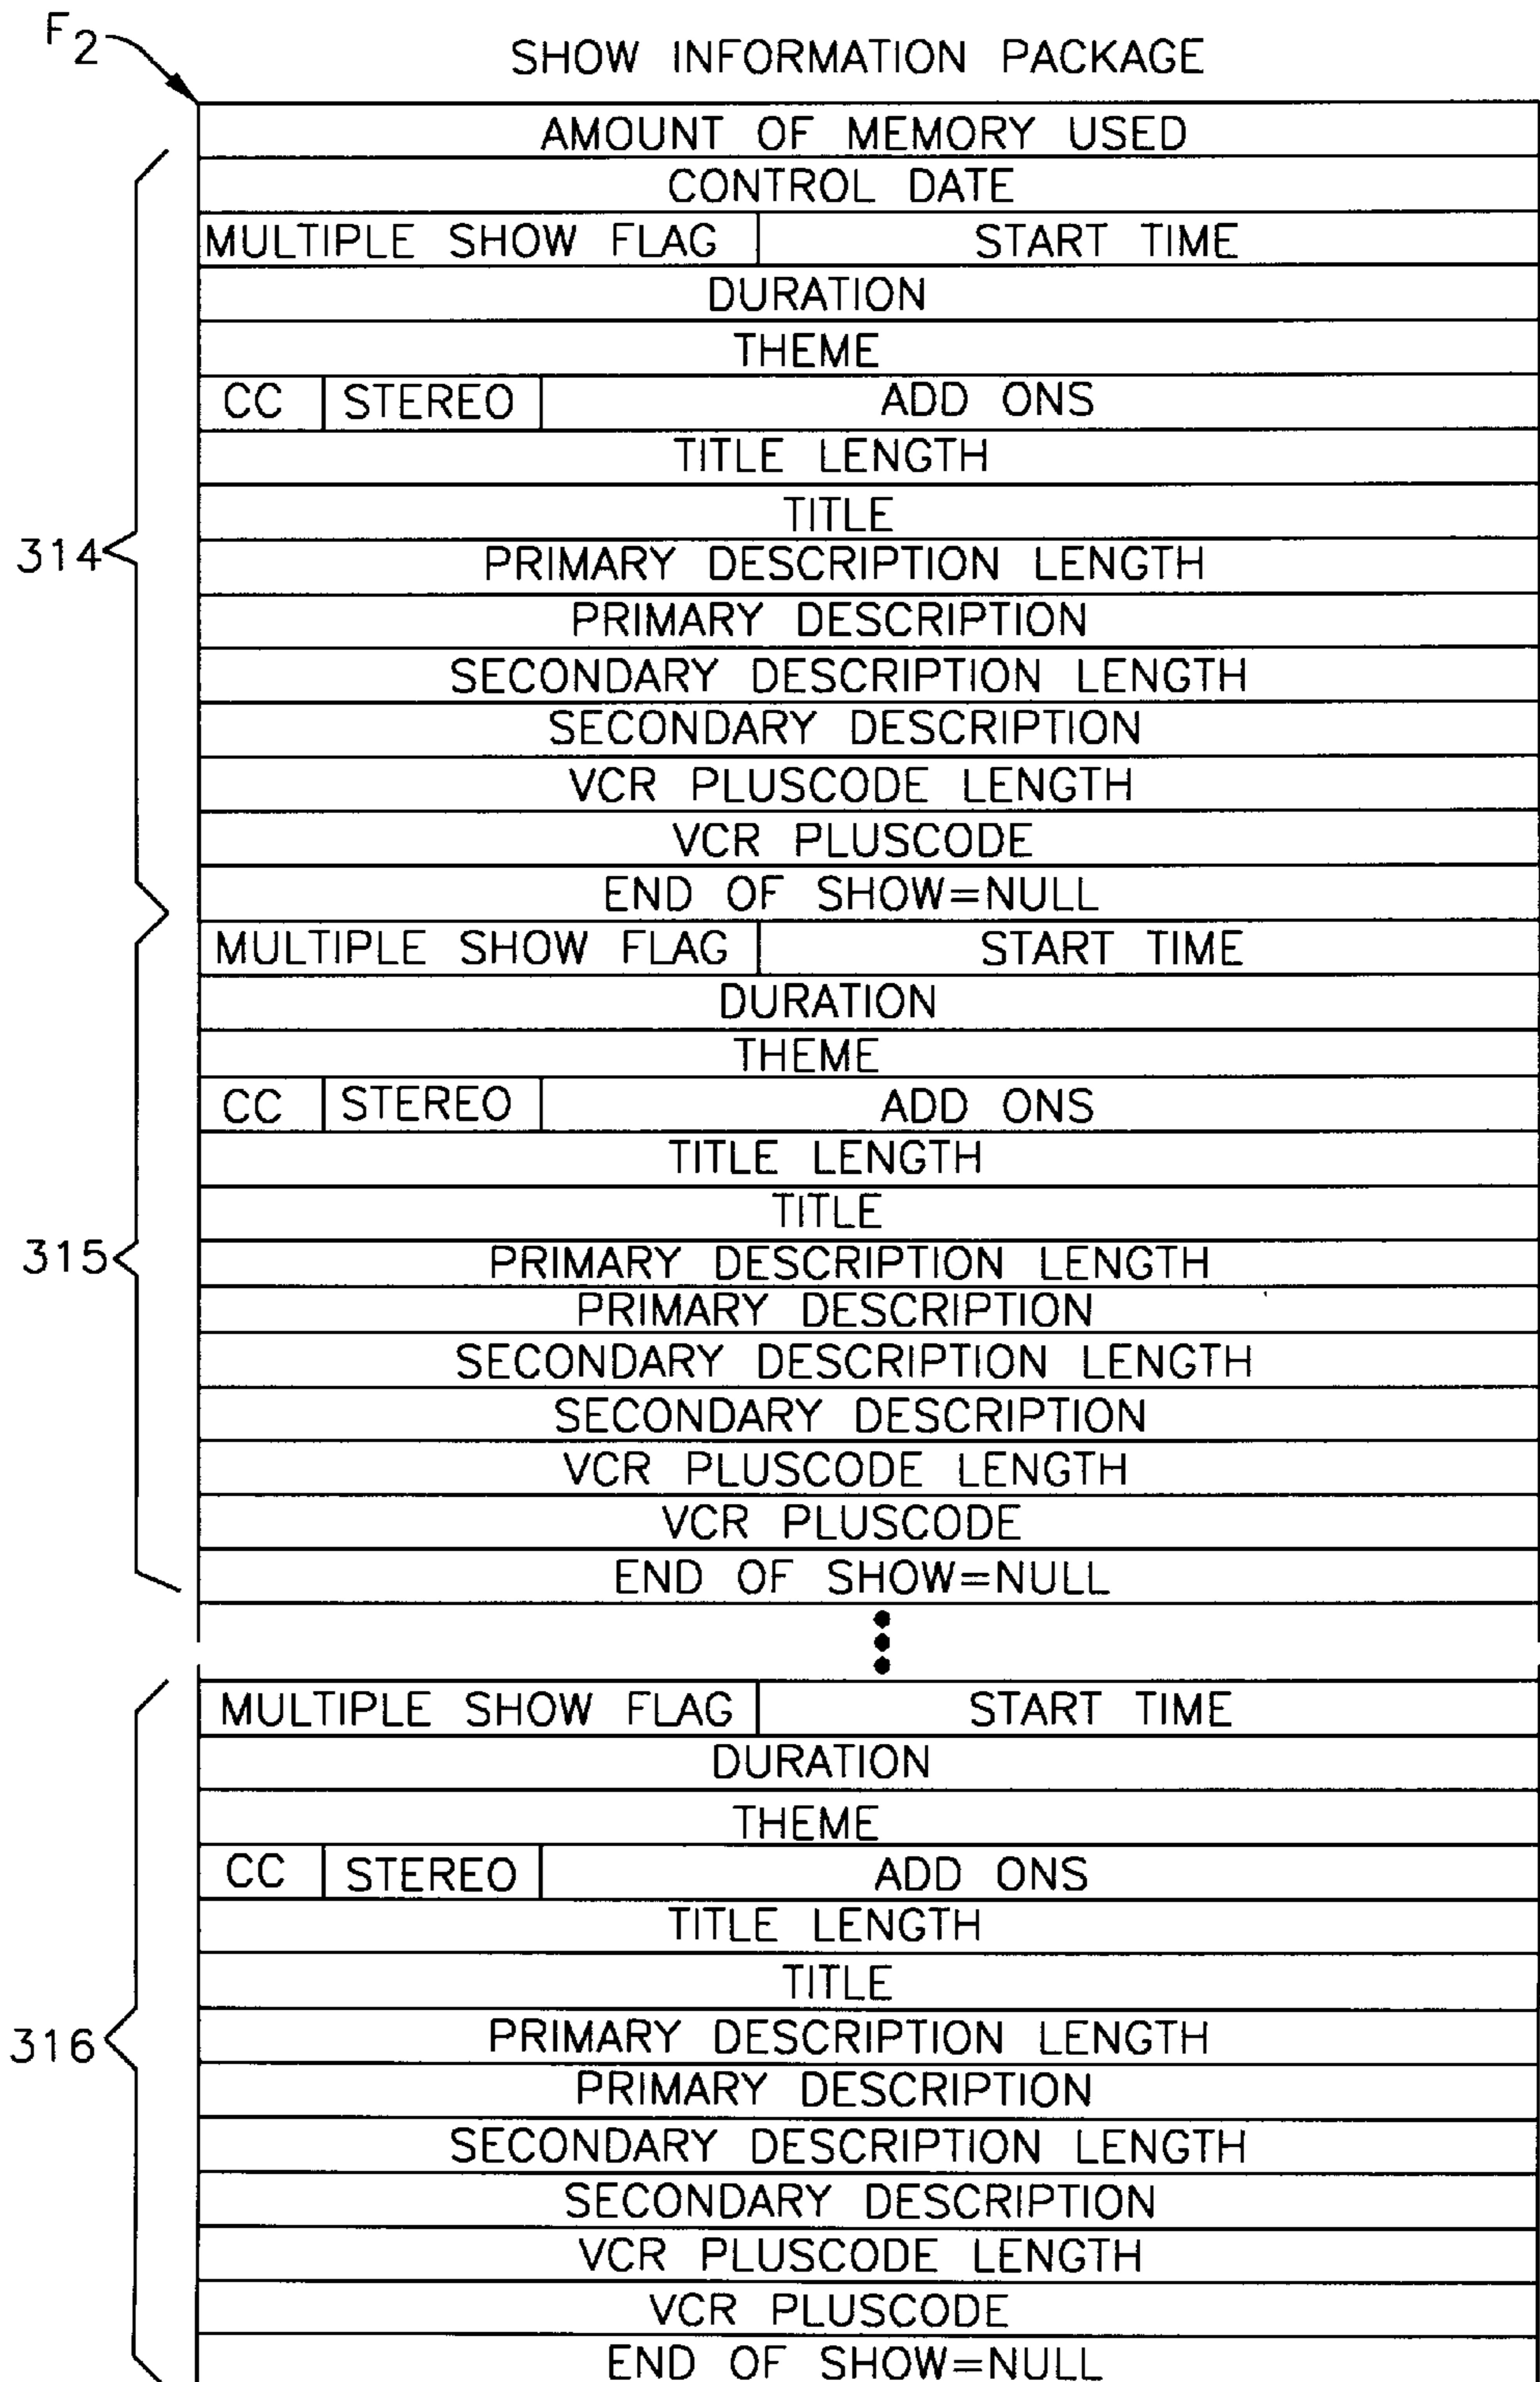 F2
SHOW INFORMATION PACKAGE
AMOUNT OF MEMORY USED
CONTROL DATE
MULTIPLE SHOW FLAG START TIME
DURATION
THEME
CC STEREO ADD ONS
TITLE LENGTH
TITLE
314
PRIMARY DESCRIPTION LENGTH
PRIMARY DESCRIPTION
SECONDARY DESCRIPTION LENGTH
SECONDARY DESCRIPTION
VCR PLUSCODE LENGTH
VCR PLUSCODE
END OF SHOW=NULL
MULTIPLE SHOW FLAG START TIME
DURATION
THEME
CC STEREO ADD ONS
TITLE LENGTH
TITLE
315
PRIMARY DESCRIPTION LENGTH
PRIMARY DESCRIPTION
SECONDARY DESCRIPTION LENGTH
SECONDARY DESCRIPTION
VCR PLUSCODE LENGTH
VCR PLUSCODE
END OF SHOW=NULL
MULTIPLE SHOW FLAG START TIME
DURATION
THEME
CC STEREO ADD ONS
TITLE LENGTH
TITLE
316
PRIMARY DESCRIPTION LENGTH
PRIMARY DESCRIPTION
SECONDARY DESCRIPTION LENGTH
SECONDARY DESCRIPTION
VCR PLUSCODE LENGTH
VCR PLUSCODE
END OF SHOW=NULL